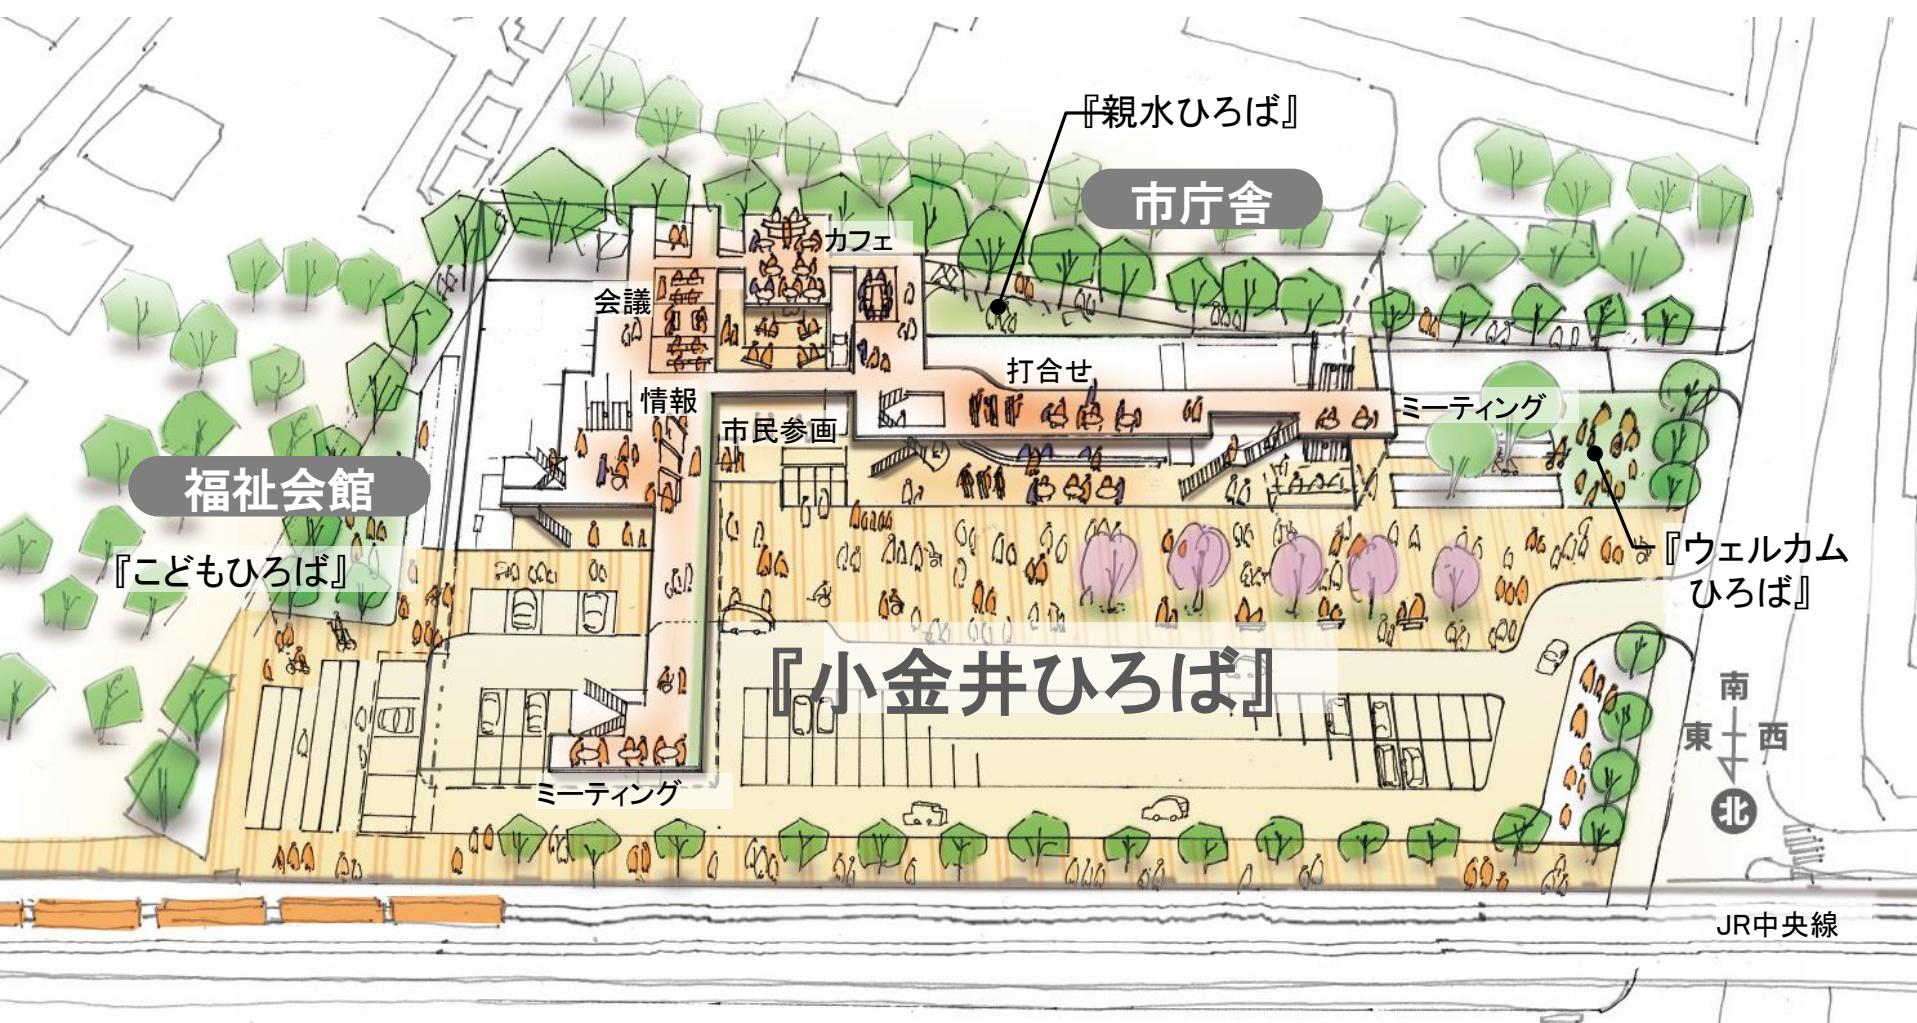 『親水ひろば』
市庁舎
カフェ
会議
打合せ
情報
ミーティング
市民参画
福祉会館
『こどもひろば』
『ウェルカム
ひろば』
『小金井ひろば』
南
東
西
北
ミーティング
JR中央線